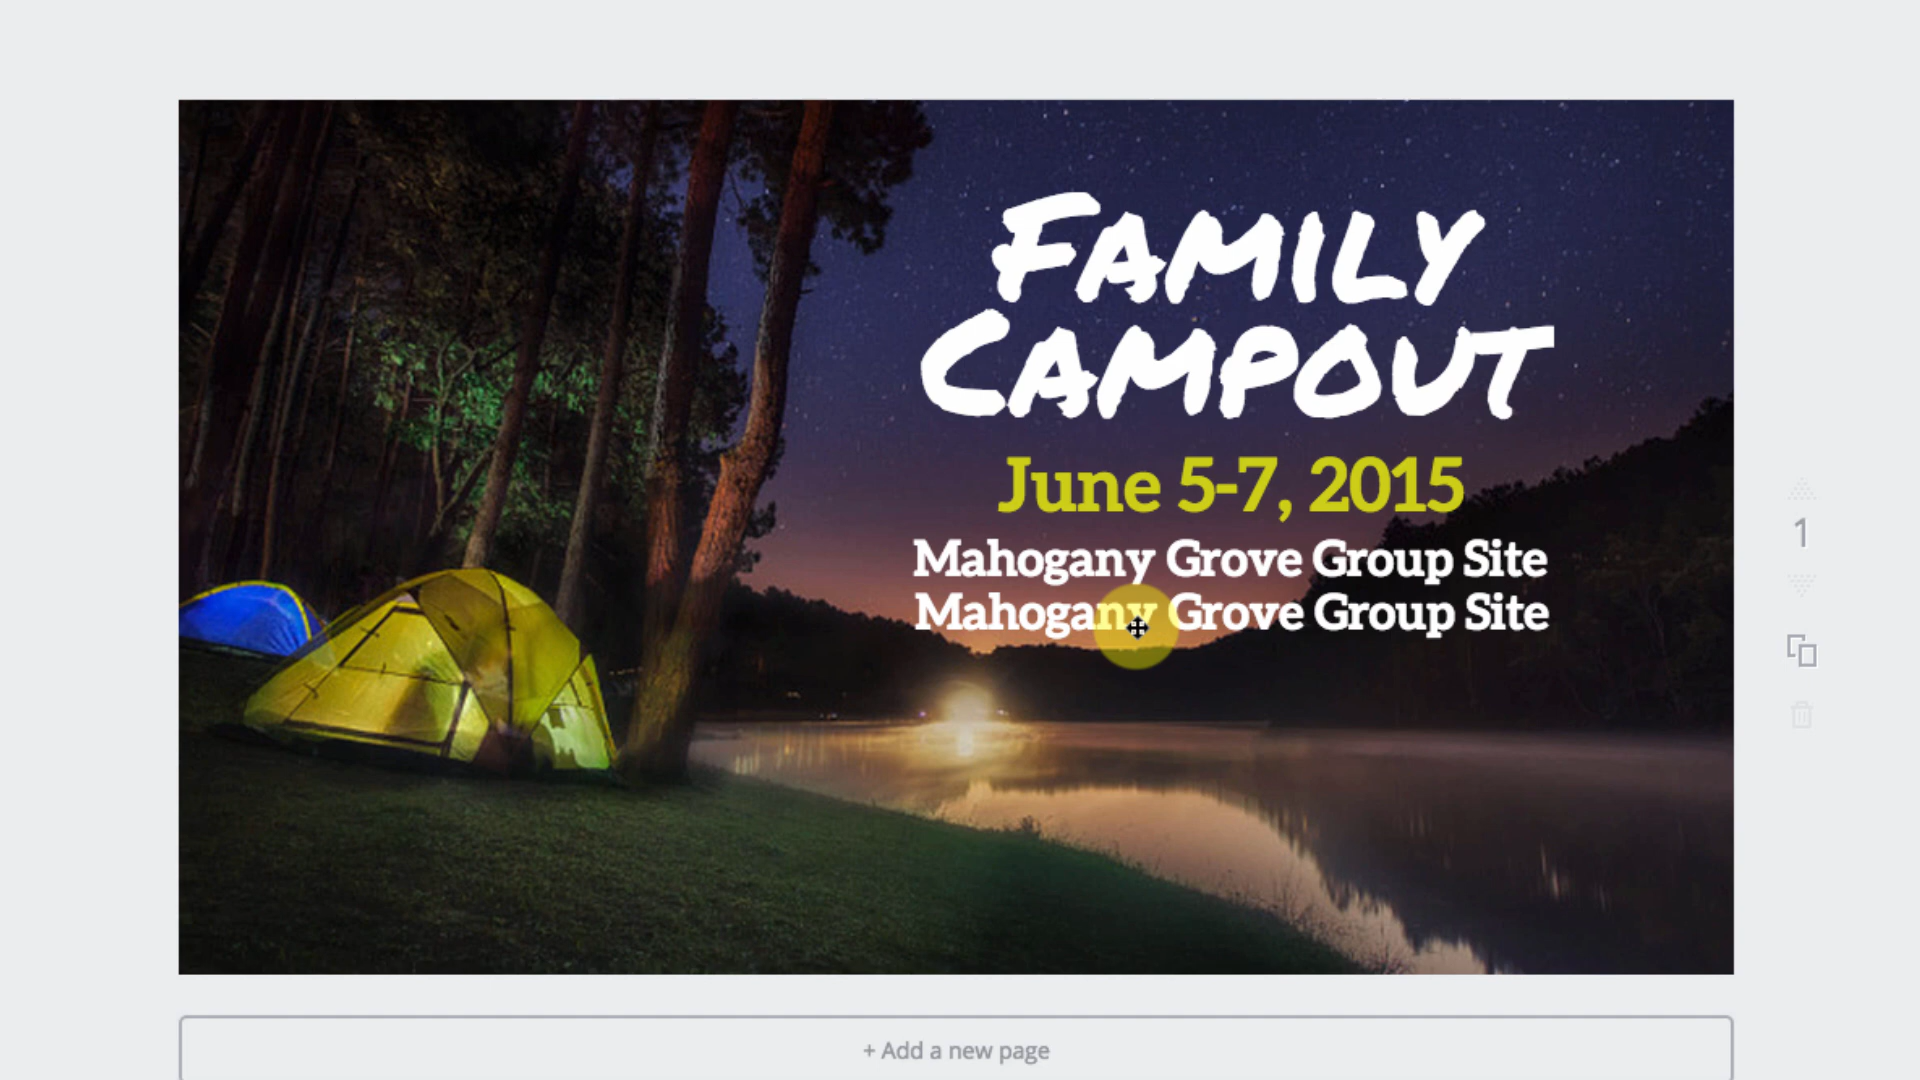 FAMILY
CAMPOUT
June 5-7, 2015
Mahogany Grove Group Site
Mahogany Grove Group Site
1
+ Add a new page